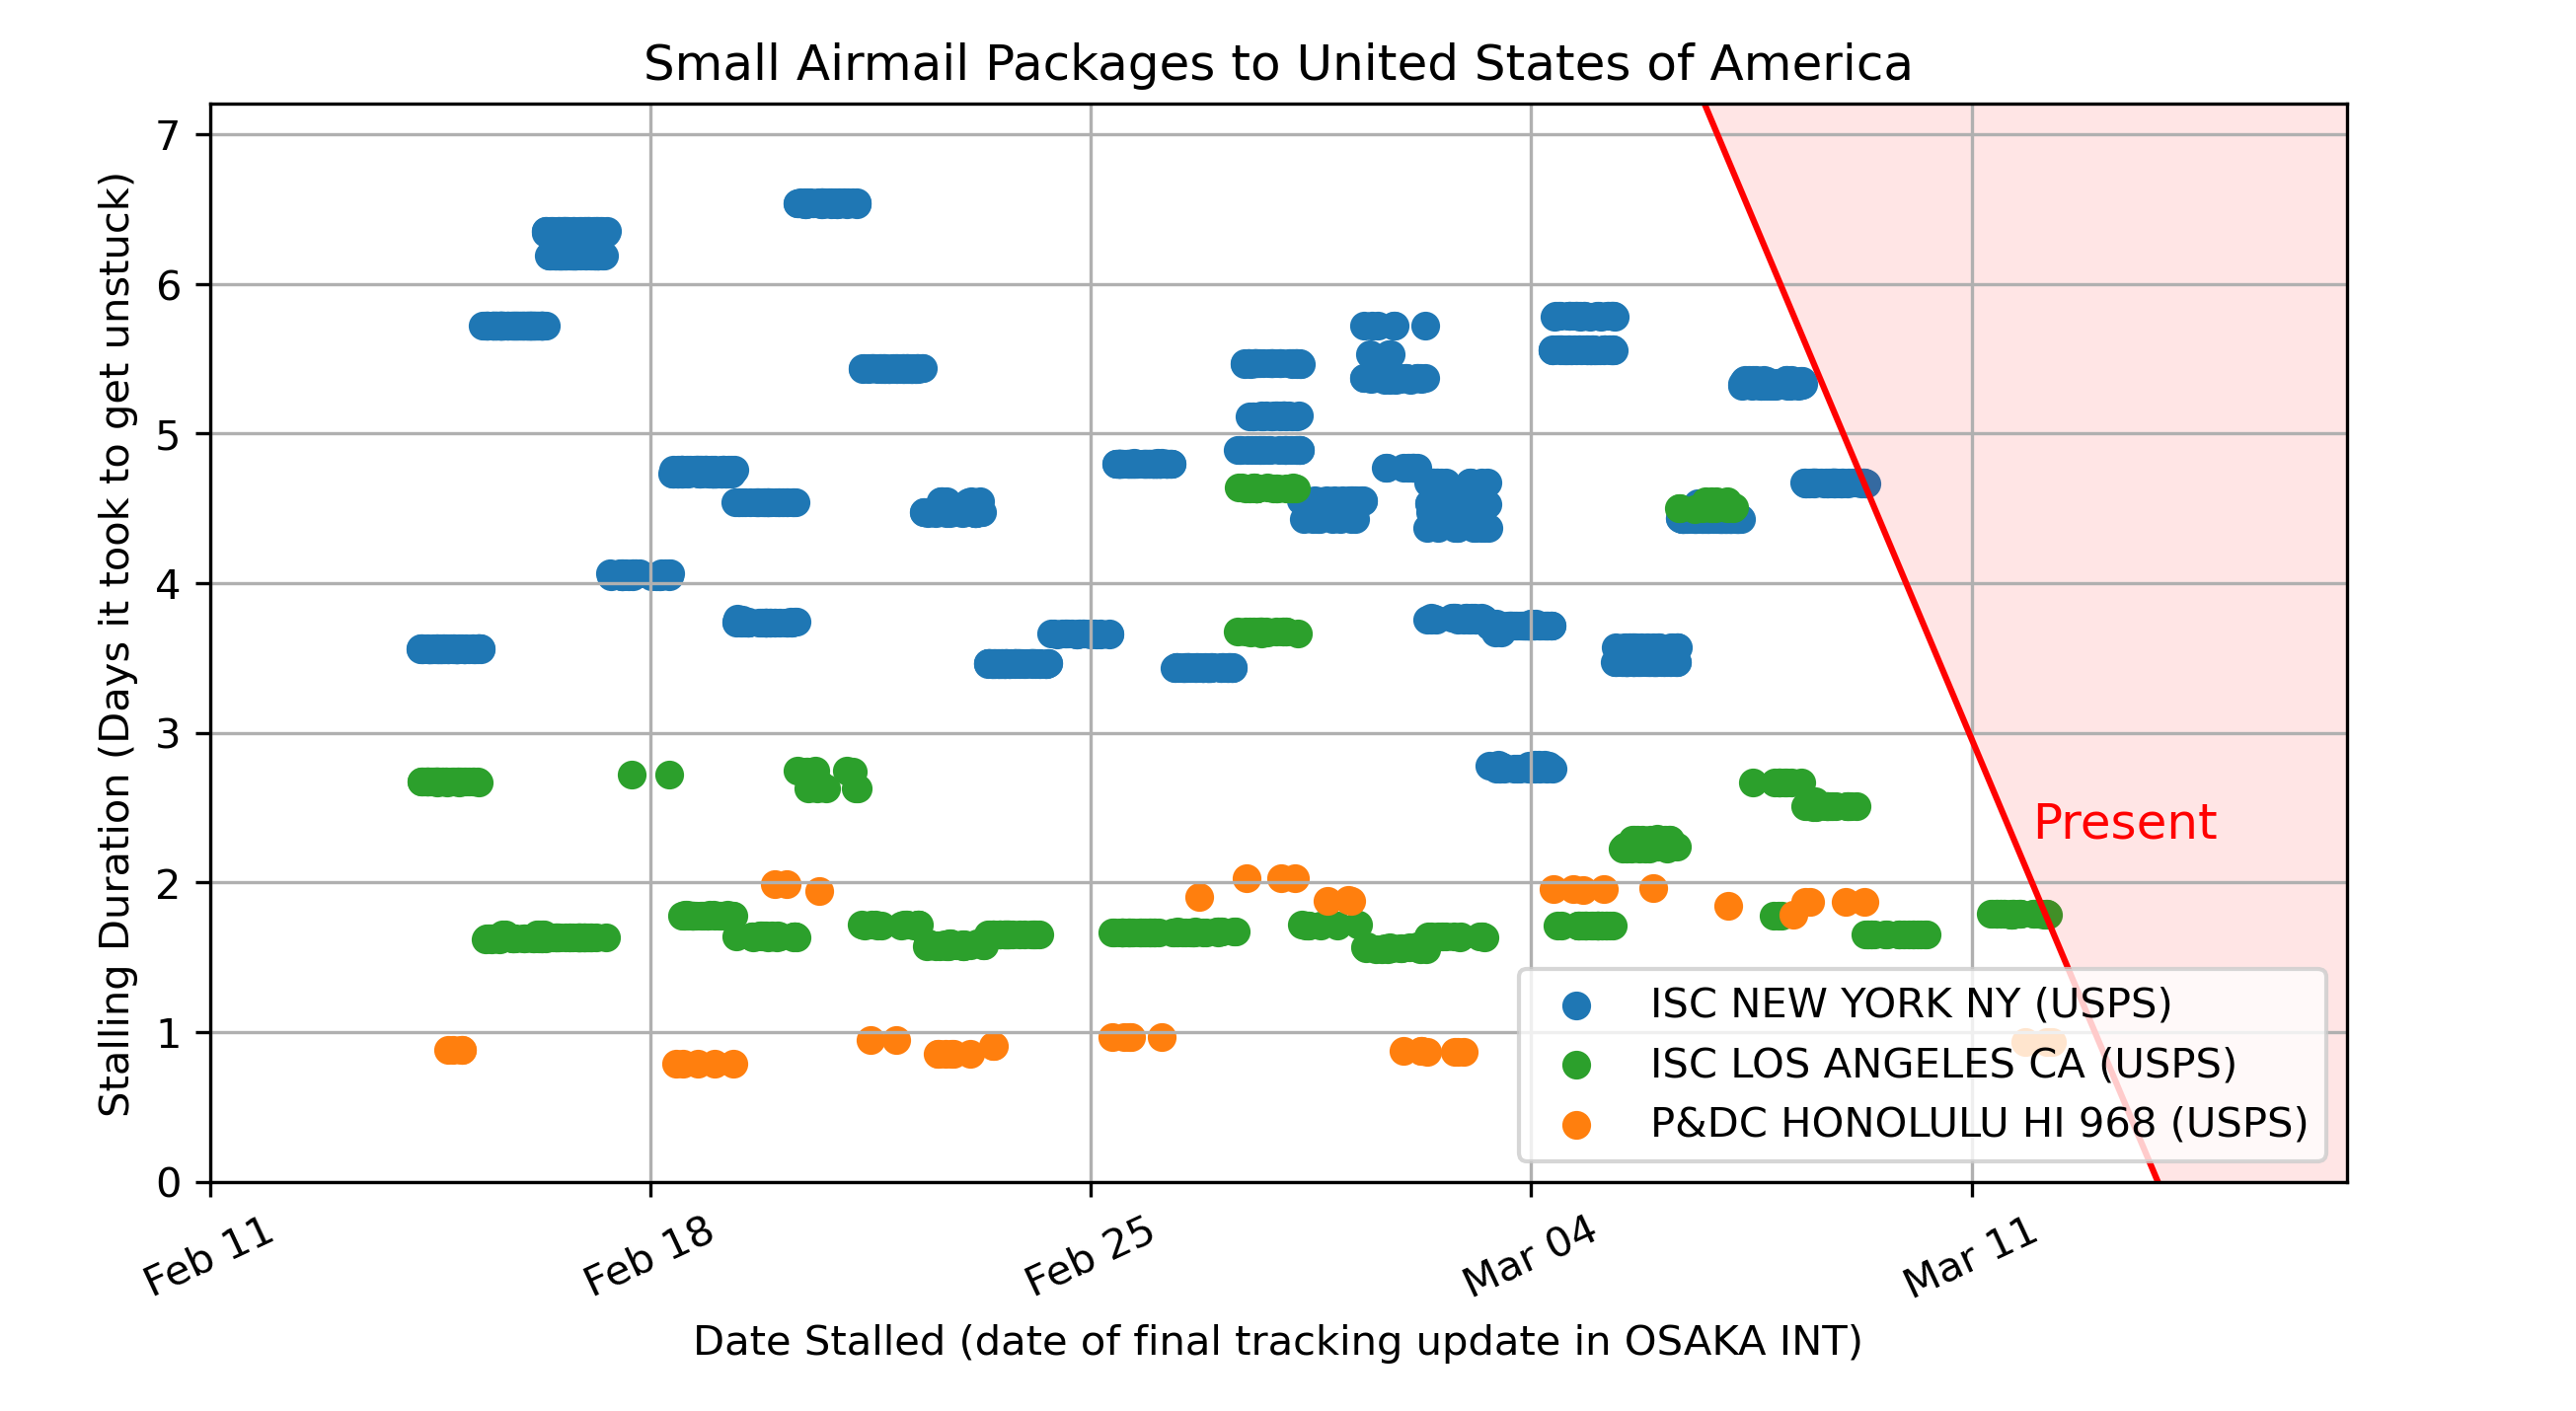 Small Airmail Packages to United States of America
Stalling Duration (Days it took to get unstuck)
7
6
5
4
3
2
1
0
Present
ISC NEW YORK NY (USPS)
ISC LOS ANGELES CA (USPS)
P&DC HONOLULU HI 968 (USPS)
Feb 11
Feb 18
Feb 25
Mar 04
Mar 11
Date Stalled (date of final tracking update in OSAKA INT)